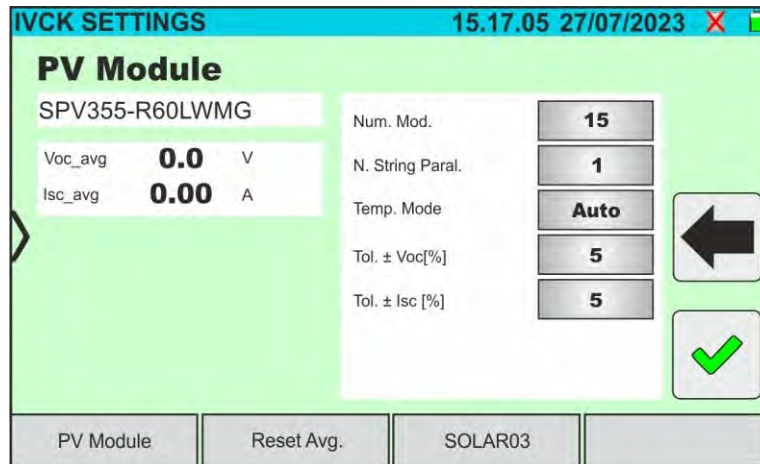 IVCK SETTINGS 15.17.05 27/07/2023
PV Module
SPV355-R60LWMG
Voc_avg 0.0 V
Isc_avg 0.00 A
Num. Mod. 15
N. String Paral. 1
Temp. Mode Auto
Tol. ± Voc[%] 5
Tol. ± Isc [%] 5
PV Module Reset Avg. SOLAR03